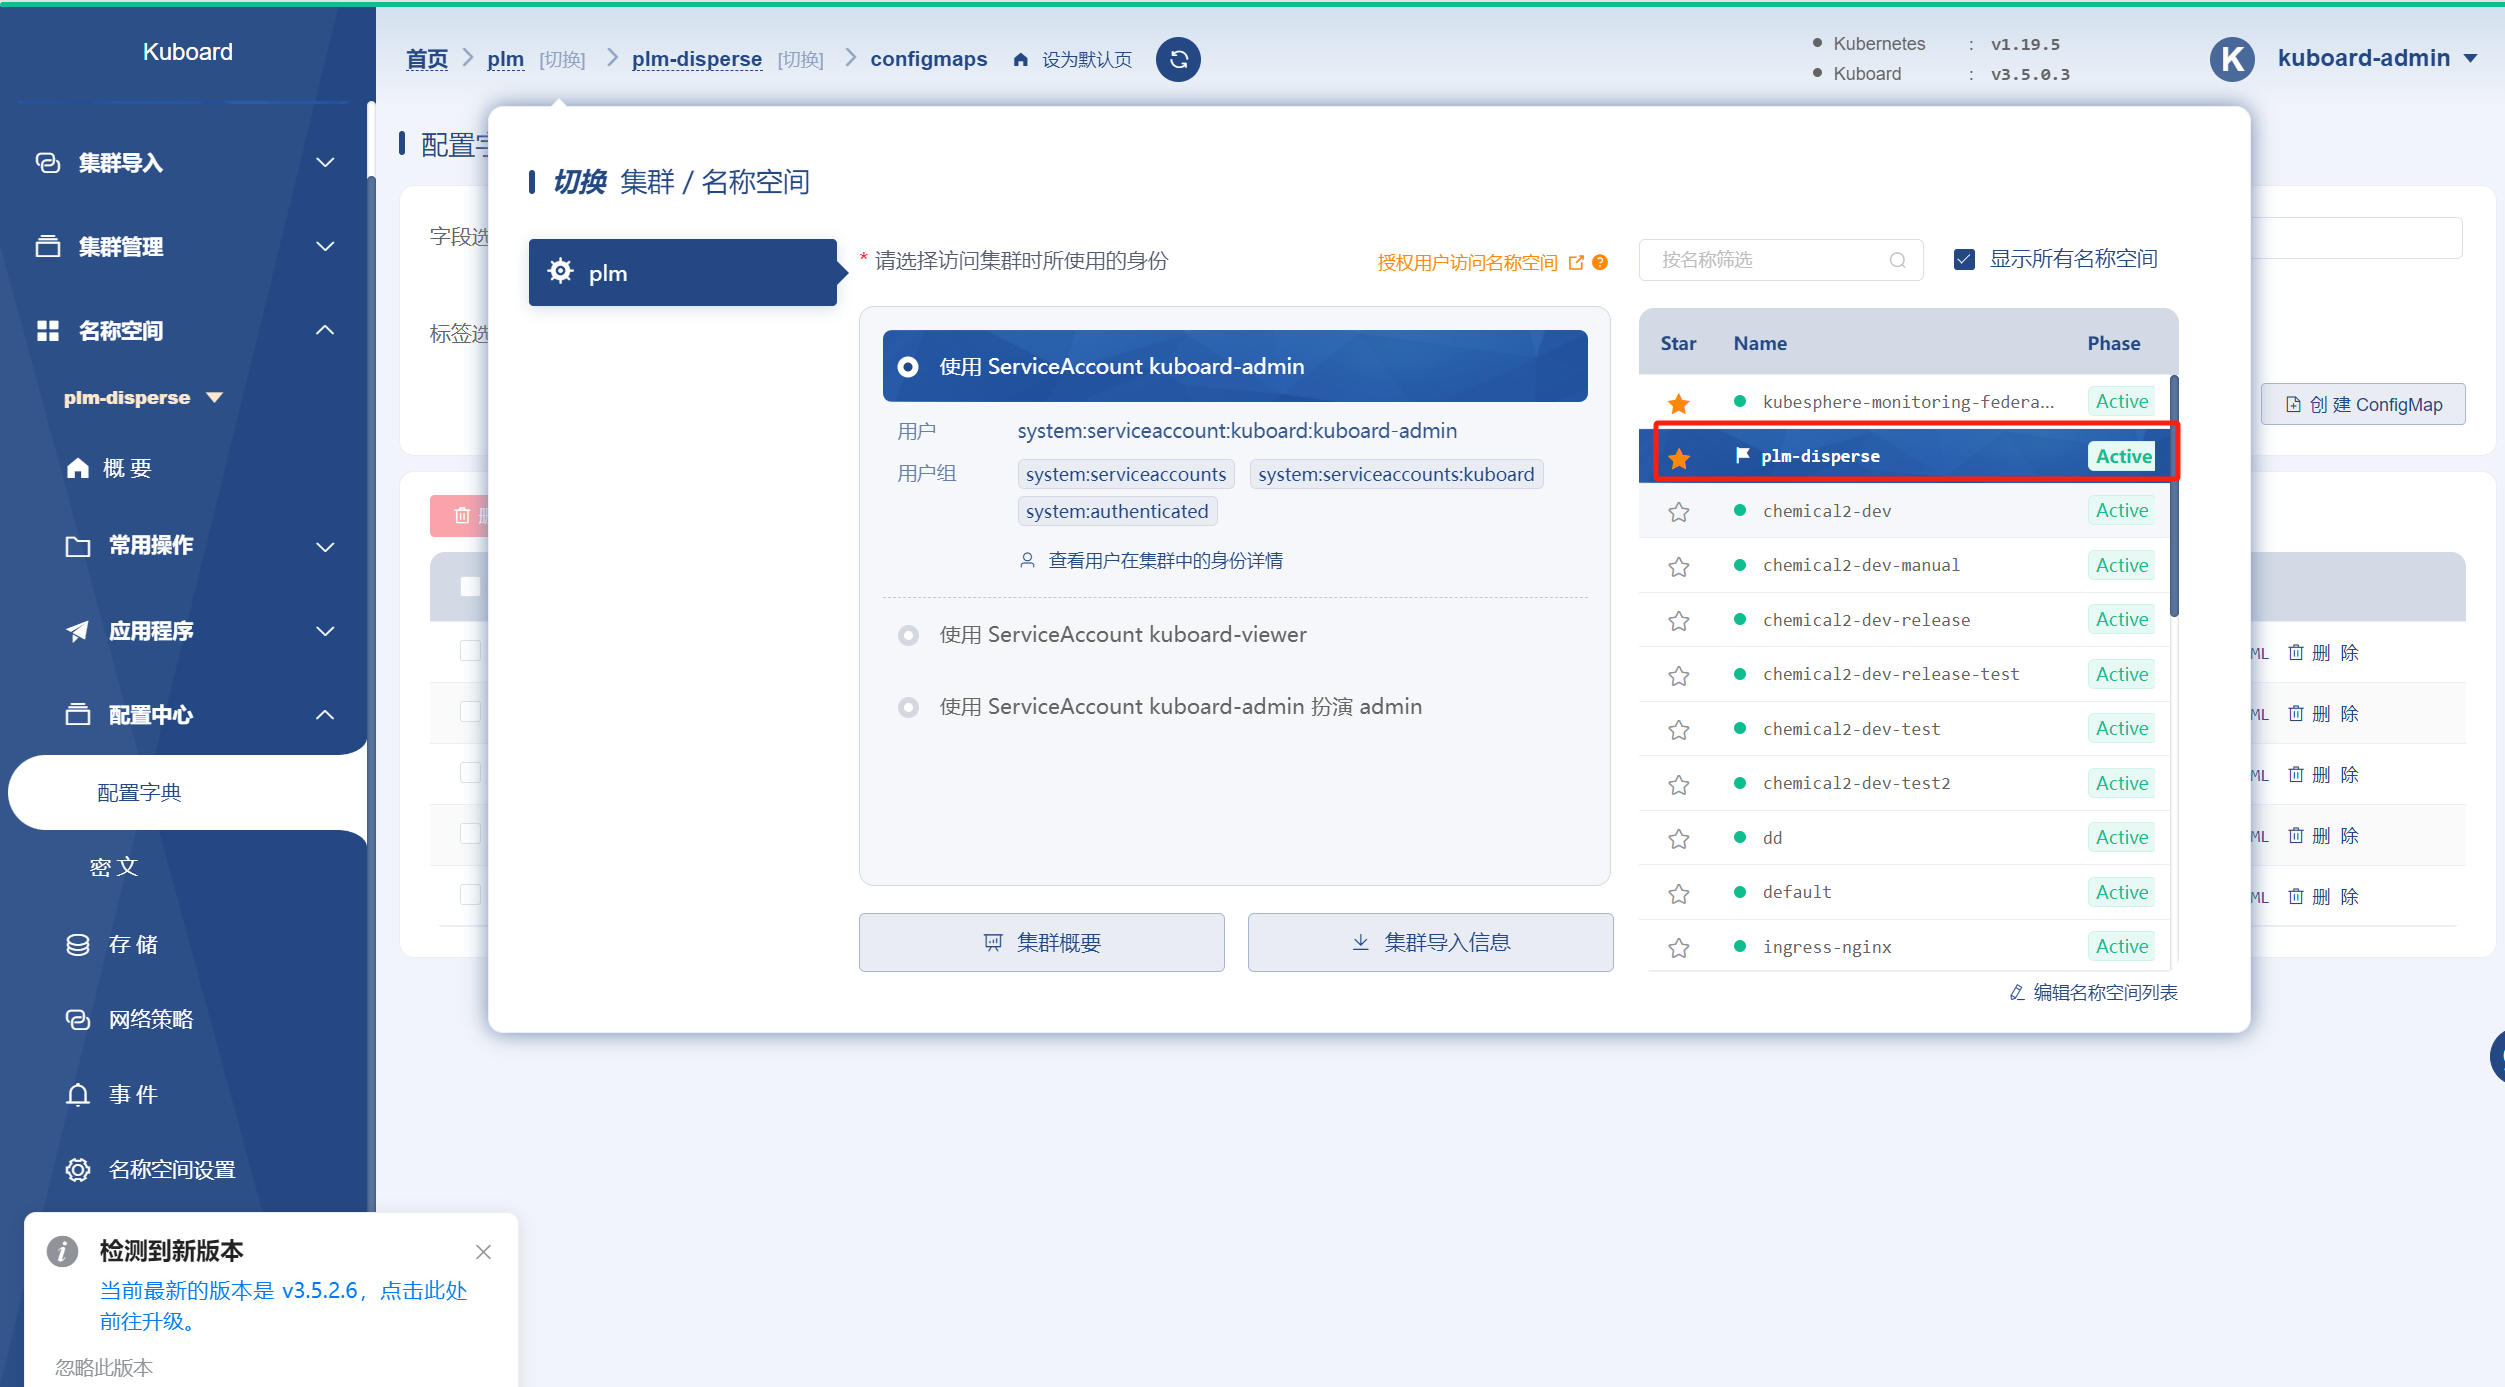 Kuboard
首页 plm [切换] plm-disperse [切换] configmaps 设为默认页
Kubernetes : v1.19.5
Kuboard : v3.5.0.3
K kuboard-admin
集群导入
集群管理
名称空间
plm-disperse
概 要
常用操作
应用程序
配置中心
配置字典
密 文
存 储
网络策略
事 件
名称空间设置
检测到新版本
当前最新的版本是 v3.5.2.6，点击此处
前往升级。
忽略此版本
配置字
字段选
标签选
切换 集群 / 名称空间
plm
* 请选择访问集群时所使用的身份
授权用户访问名称空间
使用 ServiceAccount kuboard-admin
用户 system:serviceaccount:kuboard:kuboard-admin
用户组 system:serviceaccounts system:serviceaccounts:kuboard
system:authenticated
查看用户在集群中的身份详情
使用 ServiceAccount kuboard-viewer
使用 ServiceAccount kuboard-admin 扮演 admin
集群概要
集群导入信息
按名称筛选
显示所有名称空间
Star Name Phase
kubesphere-monitoring-federa... Active
plm-disperse Active
chemical2-dev Active
chemical2-dev-manual Active
chemical2-dev-release Active
chemical2-dev-release-test Active
chemical2-dev-test Active
chemical2-dev-test2 Active
dd Active
default Active
ingress-nginx Active
编辑名称空间列表
创 建 ConfigMap
ML 删 除
ML 删 除
ML 删 除
ML 删 除
ML 删 除